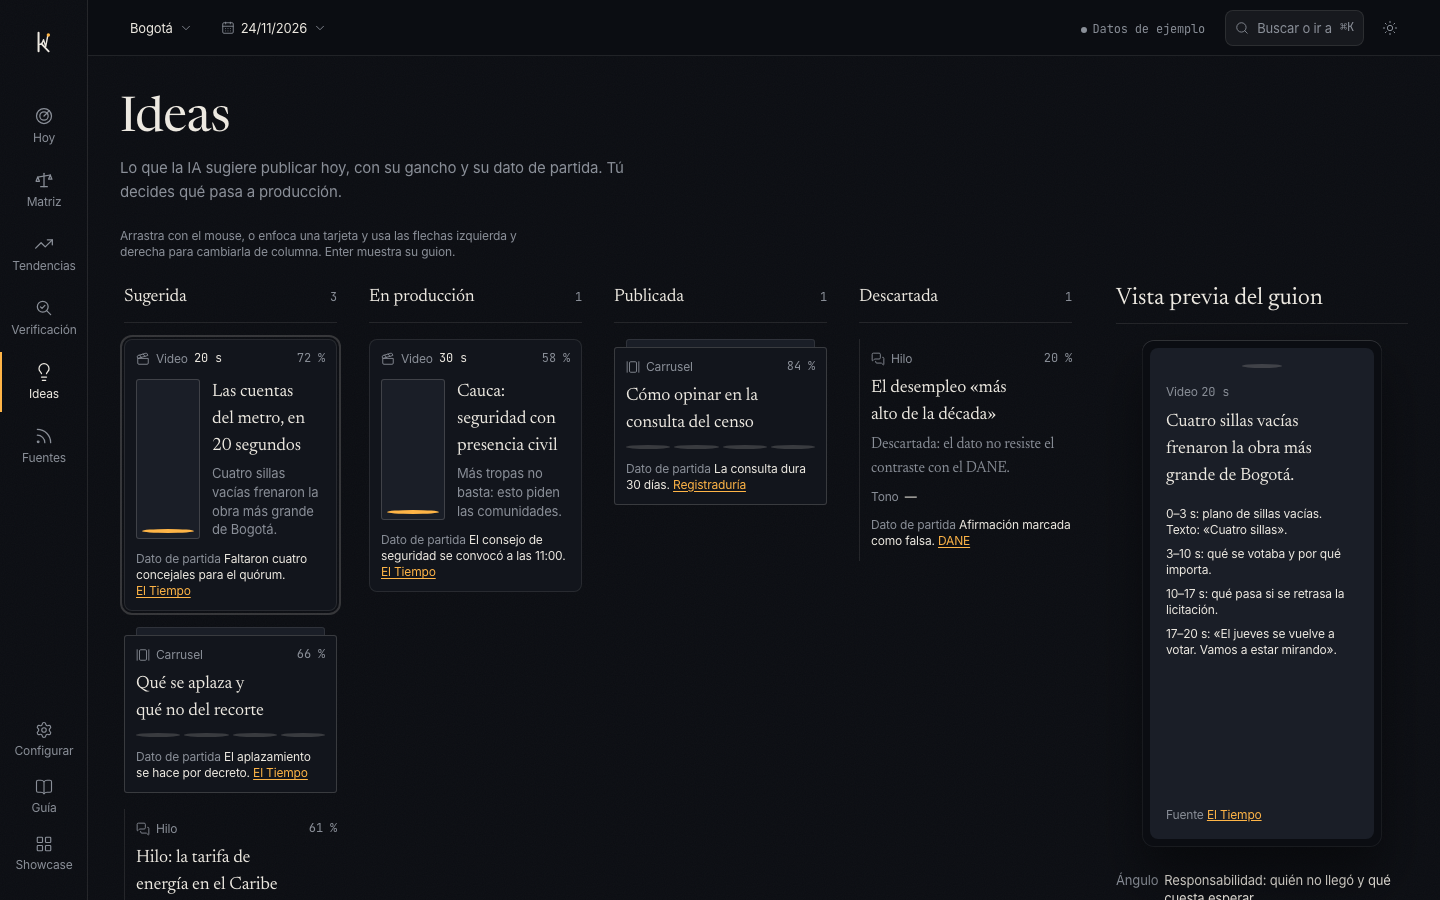 Bogotá
24/11/2026
Datos de ejemplo
Buscar o ir a ⌘K
Hoy
Matriz
Tendencias
Verificación
Ideas
Fuentes
Configurar
Guía
Showcase
Ideas
Lo que la IA sugiere publicar hoy, con su gancho y su dato de partida. Tú
decides qué pasa a producción.
Arrastra con el mouse, o enfoca una tarjeta y usa las flechas izquierda y
derecha para cambiarla de columna. Enter muestra su guion.
Sugerida 3
Video 20 s 72 %
Las cuentas
del metro, en
20 segundos
Cuatro sillas
vacías frenaron la
obra más grande
de Bogotá.
Dato de partida Faltaron cuatro
concejales para el quórum.
El Tiempo
Carrusel 66 %
Qué se aplaza y
qué no del recorte
Dato de partida El aplazamiento
se hace por decreto. El Tiempo
Hilo 61 %
Hilo: la tarifa de
energía en el Caribe
En producción 1
Video 30 s 58 %
Cauca:
seguridad con
presencia civil
Más tropas no
basta: esto piden
las comunidades.
Dato de partida El consejo de
seguridad se convocó a las 11:00.
El Tiempo
Publicada 1
Carrusel 84 %
Cómo opinar en la
consulta del censo
Dato de partida La consulta dura
30 días. Registraduría
Descartada 1
Hilo 20 %
El desempleo «más
alto de la década»
Descartada: el dato no resiste el
contraste con el DANE.
Tono —
Dato de partida Afirmación marcada
como falsa. DANE
Vista previa del guion
Video 20 s
Cuatro sillas vacías
frenaron la obra más
grande de Bogotá.
0–3 s: plano de sillas vacías.
Texto: «Cuatro sillas».
3–10 s: qué se votaba y por qué
importa.
10–17 s: qué pasa si se retrasa la
licitación.
17–20 s: «El jueves se vuelve a
votar. Vamos a estar mirando».
Fuente El Tiempo
Ángulo Responsabilidad: quién no llegó y qué
cuesta esperar